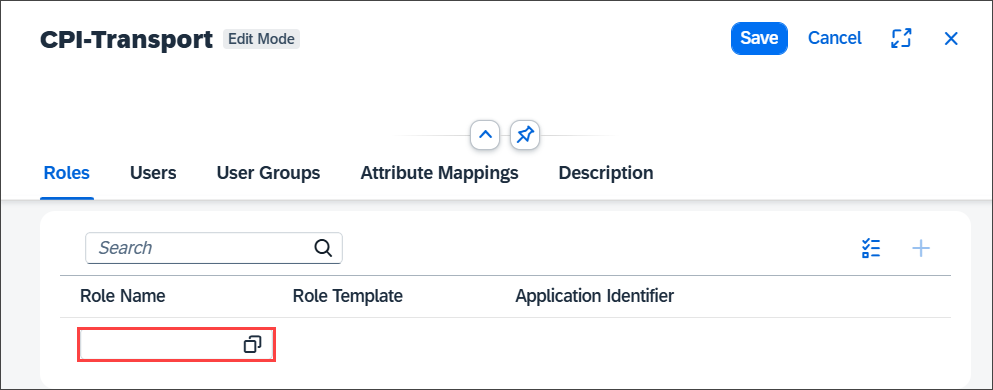 CPI-Transport Edit Mode Save Cancel
Roles Users User Groups Attribute Mappings Description
Search
Role Name Role Template Application Identifier